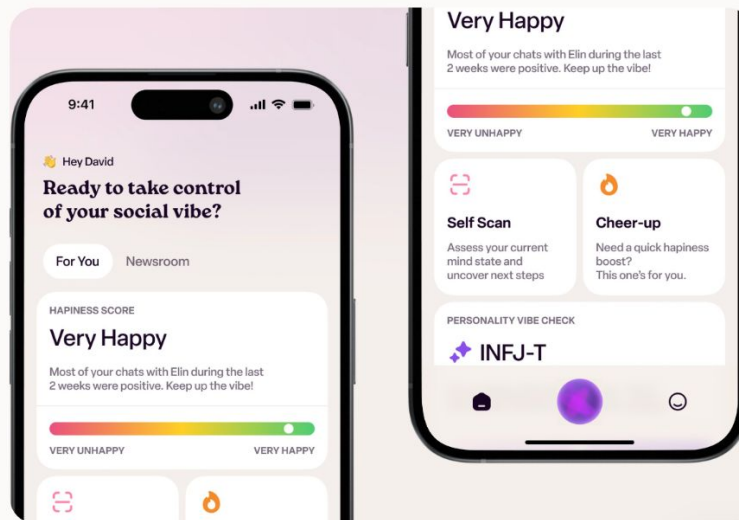 9:41
👋 Hey David
Ready to take control
of your social vibe?
For You
Newsroom
HAPINESS SCORE
Very Happy
Most of your chats with Elin during the last
2 weeks were positive. Keep up the vibe!
VERY UNHAPPY
VERY HAPPY
Very Happy
Most of your chats with Elin during the last
2 weeks were positive. Keep up the vibe!
VERY UNHAPPY
VERY HAPPY
Self Scan
Assess your current
mind state and
uncover next steps
Cheer-up
Need a quick hapiness
boost?
This one's for you.
PERSONALITY VIBE CHECK
INFJ-T